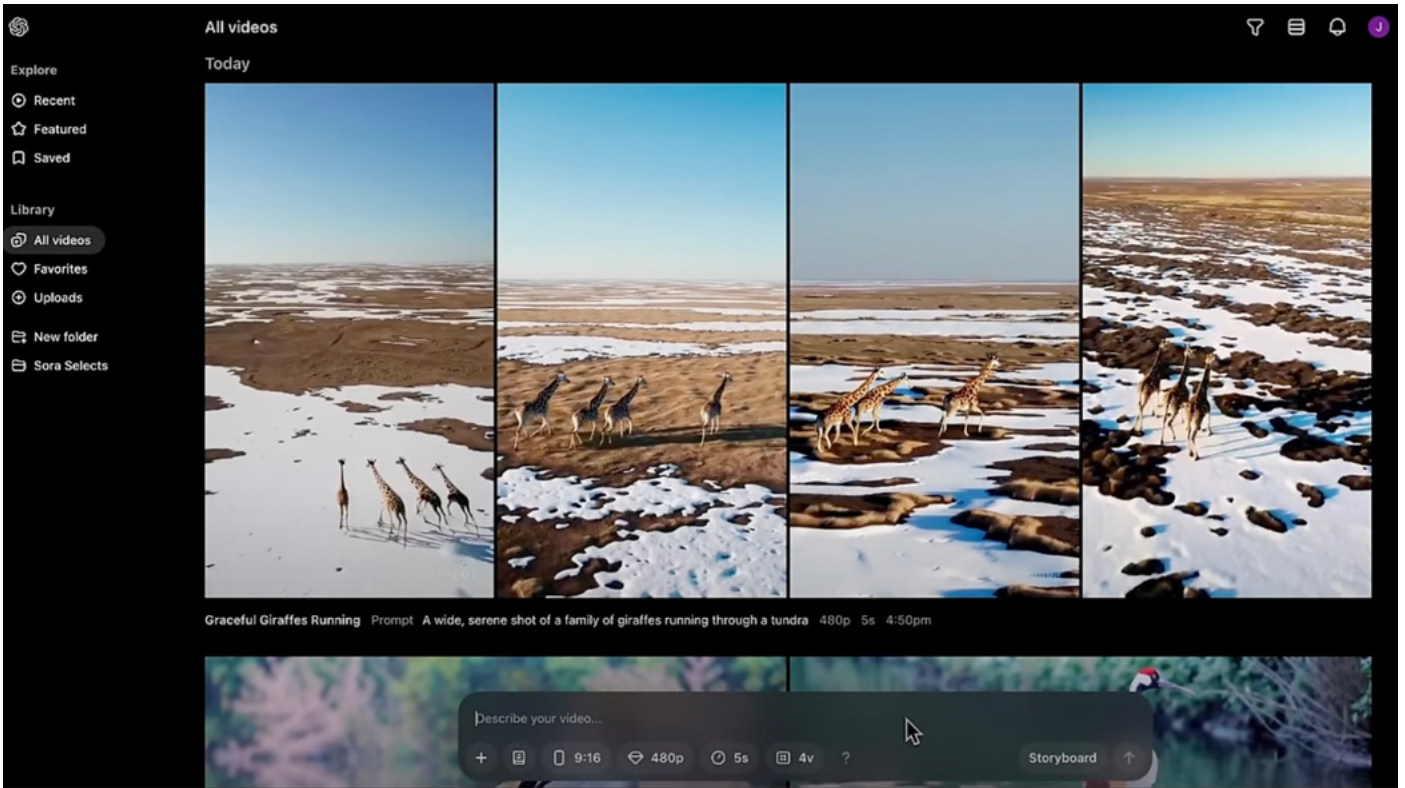 All videos
J
Explore
Recent
Featured
Saved
Library
All videos
Favorites
Uploads
New folder
Sora Selects
Today
Graceful Giraffes Running Prompt A wide, serene shot of a family of giraffes running through a tundra 480p 5s 4:50pm
Describe your video...
+ 9:16 480p 5s 4v ? Storyboard